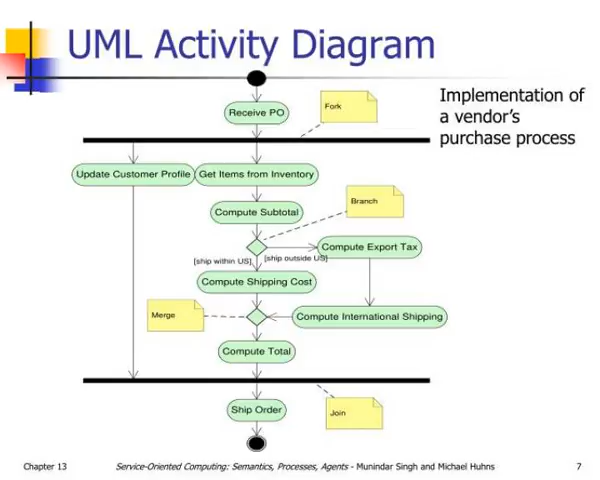 UML Activity Diagram
Implementation of
a vendor's
purchase process
Receive PO
Fork
Update Customer Profile
Get Items from Inventory
Compute Subtotal
Branch
[ship within US]
[ship outside US]
Compute Export Tax
Compute Shipping Cost
Merge
Compute International Shipping
Compute Total
Ship Order
Join
Chapter 13
Service-Oriented Computing: Semantics, Processes, Agents - Munindar Singh and Michael Huhns
7